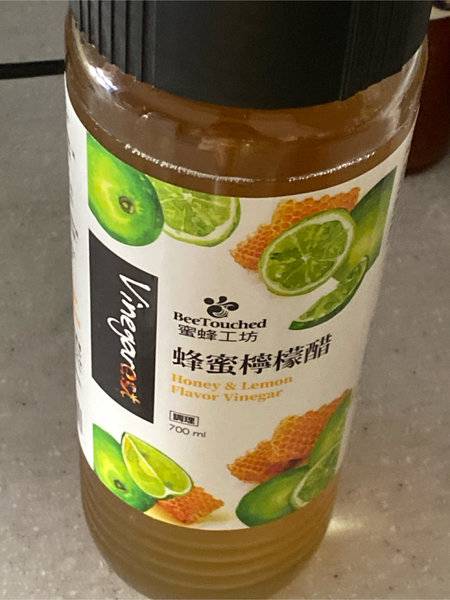 BeeTouched
蜜蜂工坊
蜂蜜檸檬醋
Honey & Lemon
Flavor Vinegar
調理
700 ml
Vinegar